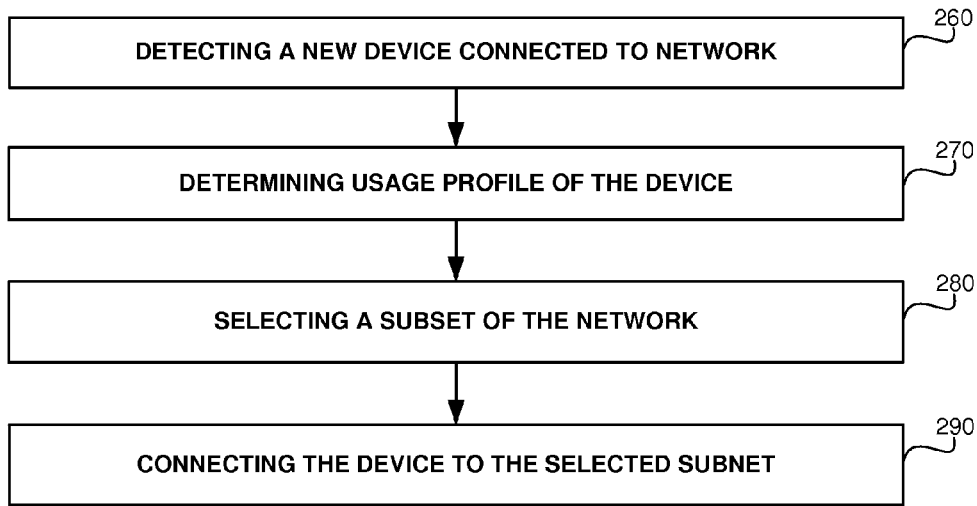 260
DETECTING A NEW DEVICE CONNECTED TO NETWORK
270
DETERMINING USAGE PROFILE OF THE DEVICE
280
SELECTING A SUBSET OF THE NETWORK
290
CONNECTING THE DEVICE TO THE SELECTED SUBNET